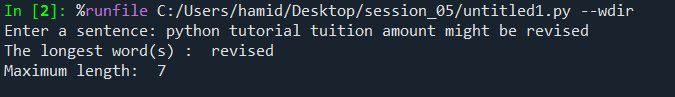 In [2]: %runfile C:/Users/hamid/Desktop/session_05/untitled1.py --wdir
Enter a sentence: python tutorial tuition amount might be revised
The longest word(s) :  revised
Maximum length:  7